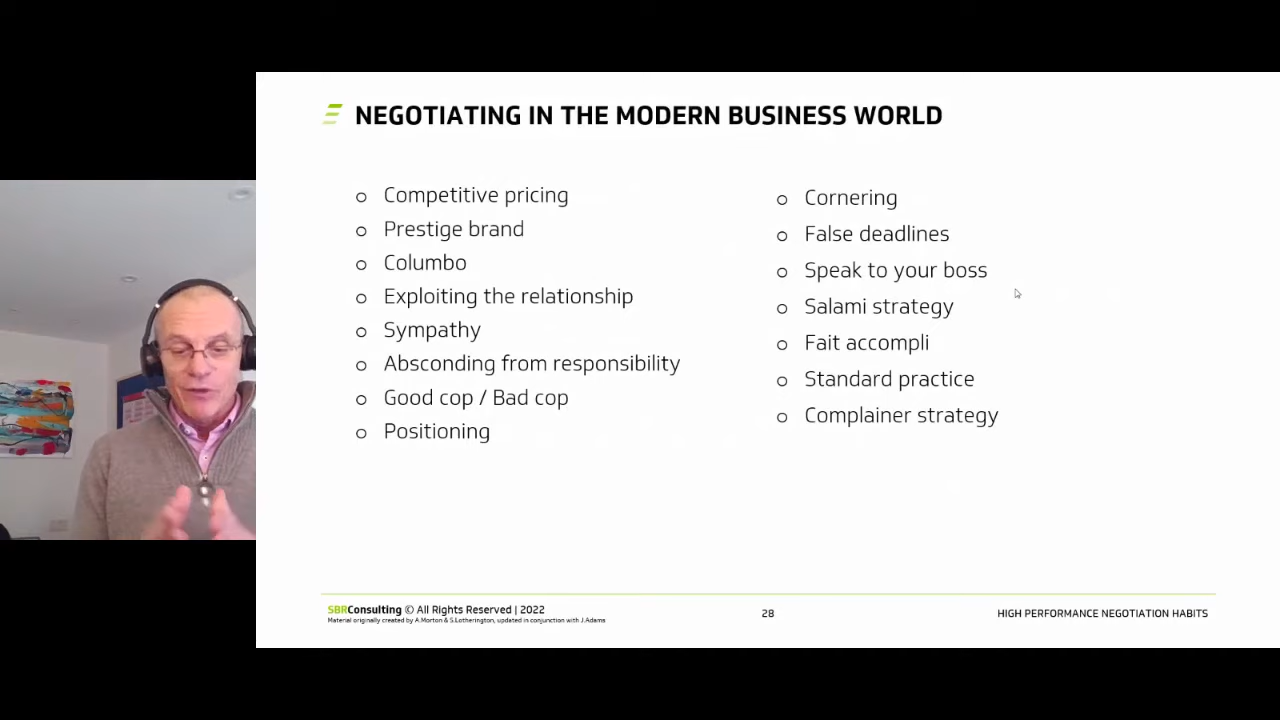 NEGOTIATING IN THE MODERN BUSINESS WORLD
o Competitive pricing
o Prestige brand
o Columbo
o Exploiting the relationship
o Sympathy
o Absconding from responsibility
o Good cop / Bad cop
o Positioning
o Cornering
o False deadlines
o Speak to your boss
o Salami strategy
o Fait accompli
o Standard practice
o Complainer strategy
SBRConsulting © All Rights Reserved | 2022
Material originally created by A.Morton & S.Lotherington, updated in conjunction with J.Adams
28
HIGH PERFORMANCE NEGOTIATION HABITS